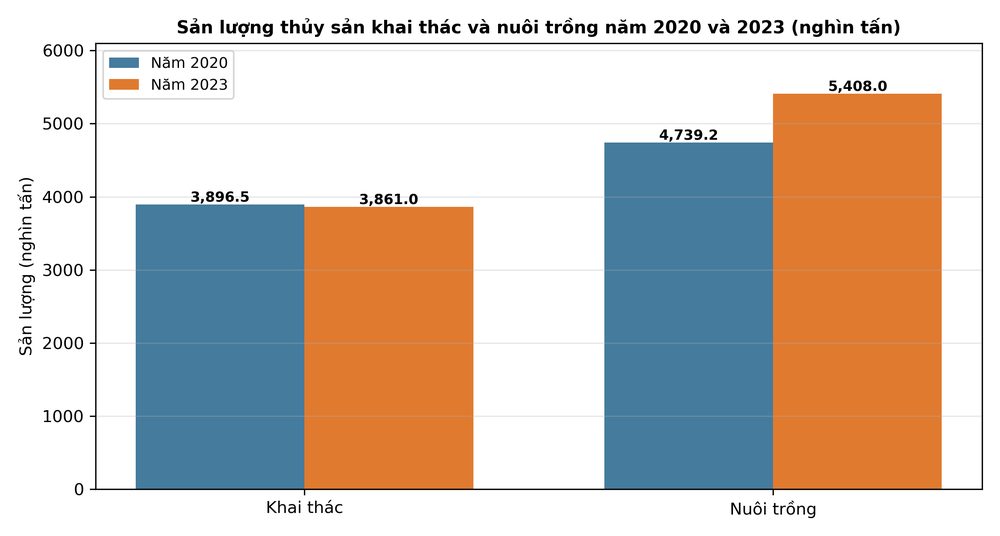 Sản lượng thủy sản khai thác và nuôi trồng năm 2020 và 2023 (nghìn tấn)
Năm 2020
Năm 2023
Sản lượng (nghìn tấn)
6000
5000
4000
3000
2000
1000
0
3,896.5
3,861.0
4,739.2
5,408.0
Khai thác
Nuôi trồng